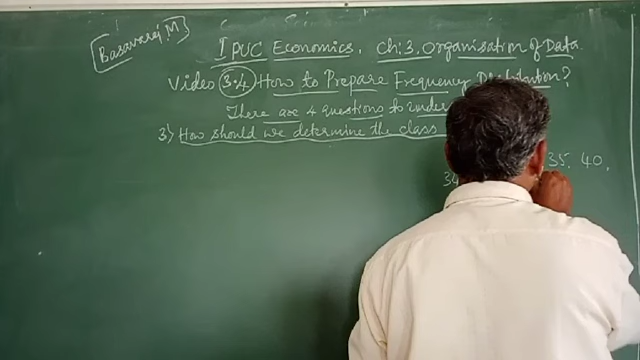 Basavaraj.M
I PUC Economics. Ch:3. Organisation of Data.
Video 3.4 How to Prepare Frequency Distribution?
There are 4 questions to
3) How should we determine the class
35. 40,
34